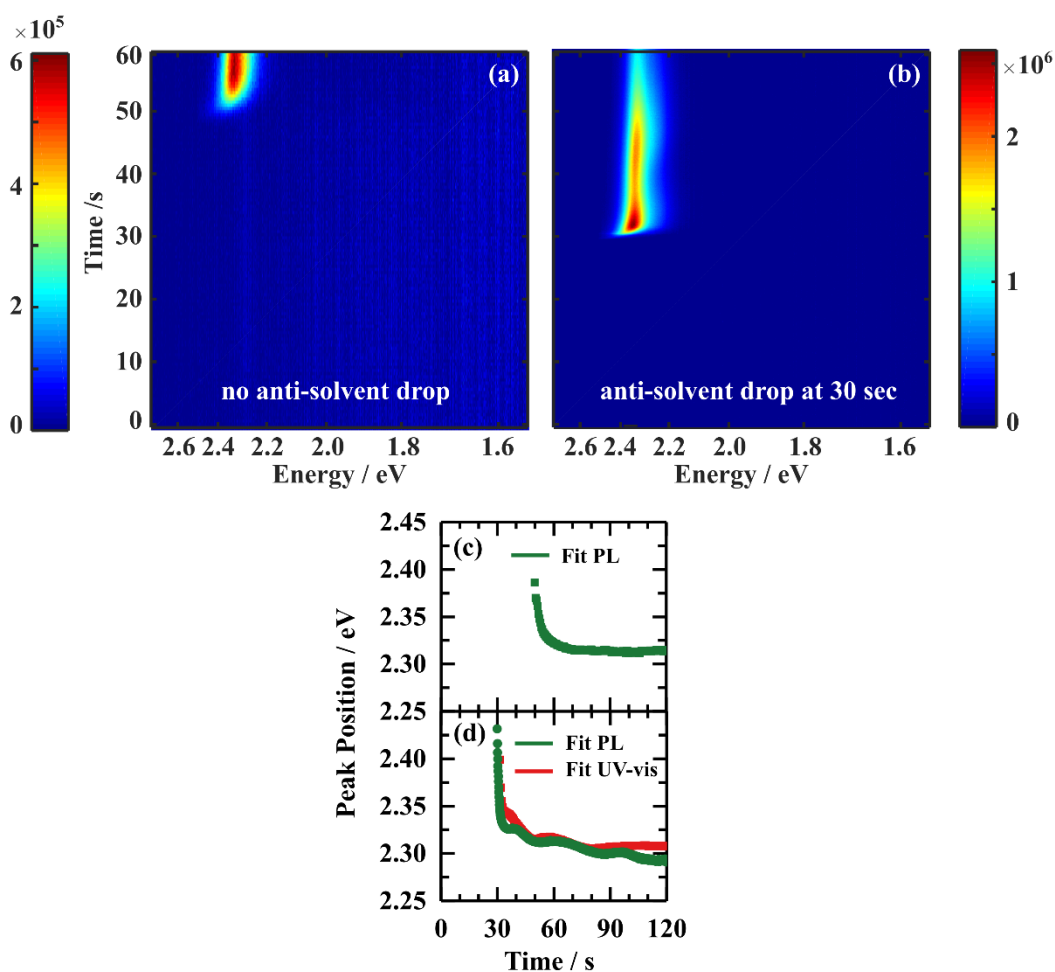 ×10⁵
6
4
2
0
60
50
40
30
20
10
0
Time /s
(a)
no anti-solvent drop
2.6 2.4 2.2 2.0 1.8 1.6
Energy / eV
(b)
anti-solvent drop at 30 sec
2.6 2.4 2.2 2.0 1.8 1.6
Energy / eV
×10⁶
2
1
0
Peak Position / eV
2.45
2.40
2.35
2.30
2.25
(c)
Fit PL
2.40
2.35
2.30
2.25
(d)
Fit PL
Fit UV-vis
0 30 60 90 120
Time / s